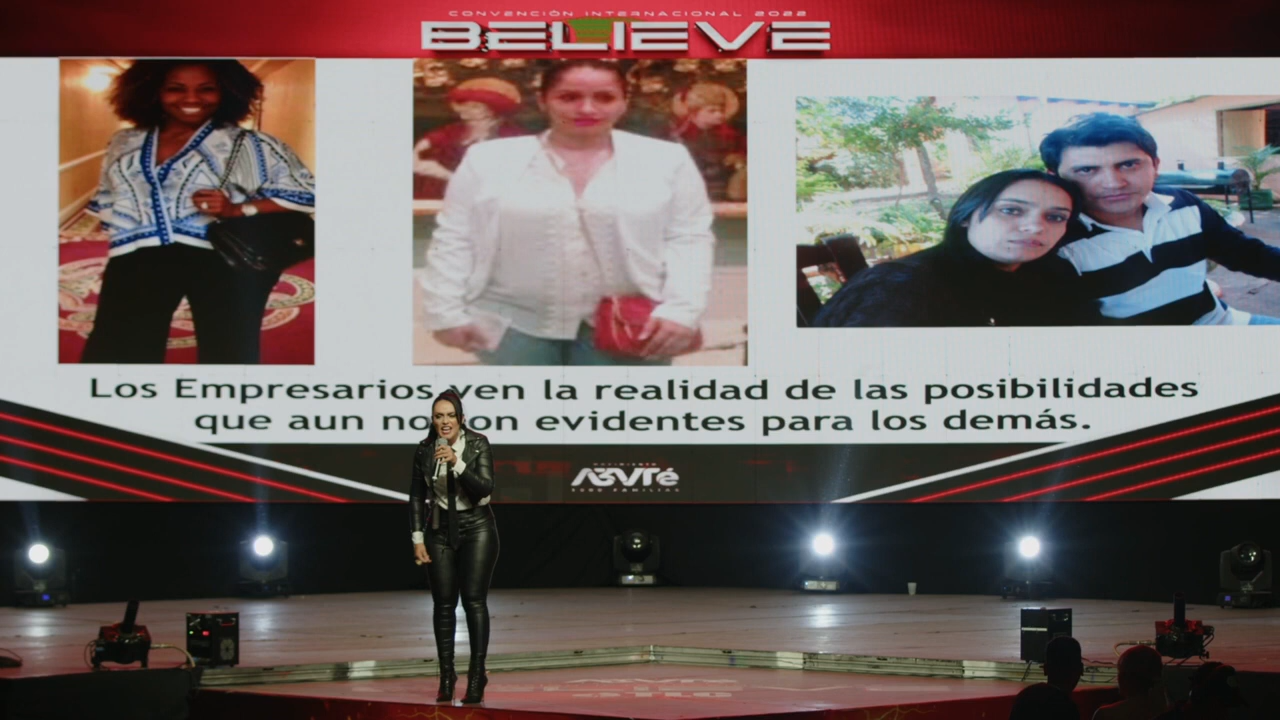 CONVENCIÓN INTERNACIONAL 2022
BELIEVE
Los Empresarios ven la realidad de las posibilidades
que aun no son evidentes para los demás.